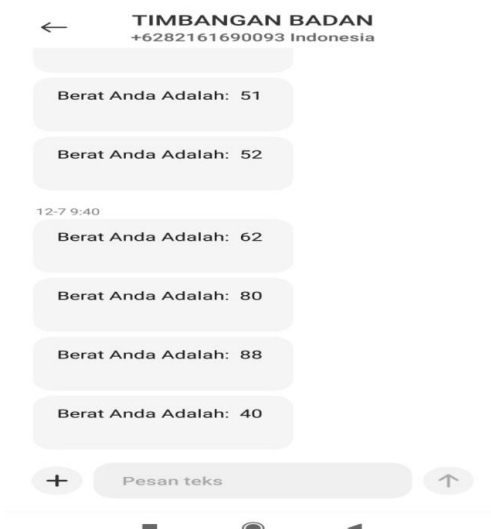 TIMBANGAN BADAN
+6282161690093 Indonesia
Berat Anda Adalah: 51
Berat Anda Adalah: 52
12-7 9:40
Berat Anda Adalah: 62
Berat Anda Adalah: 80
Berat Anda Adalah: 88
Berat Anda Adalah: 40
Pesan teks